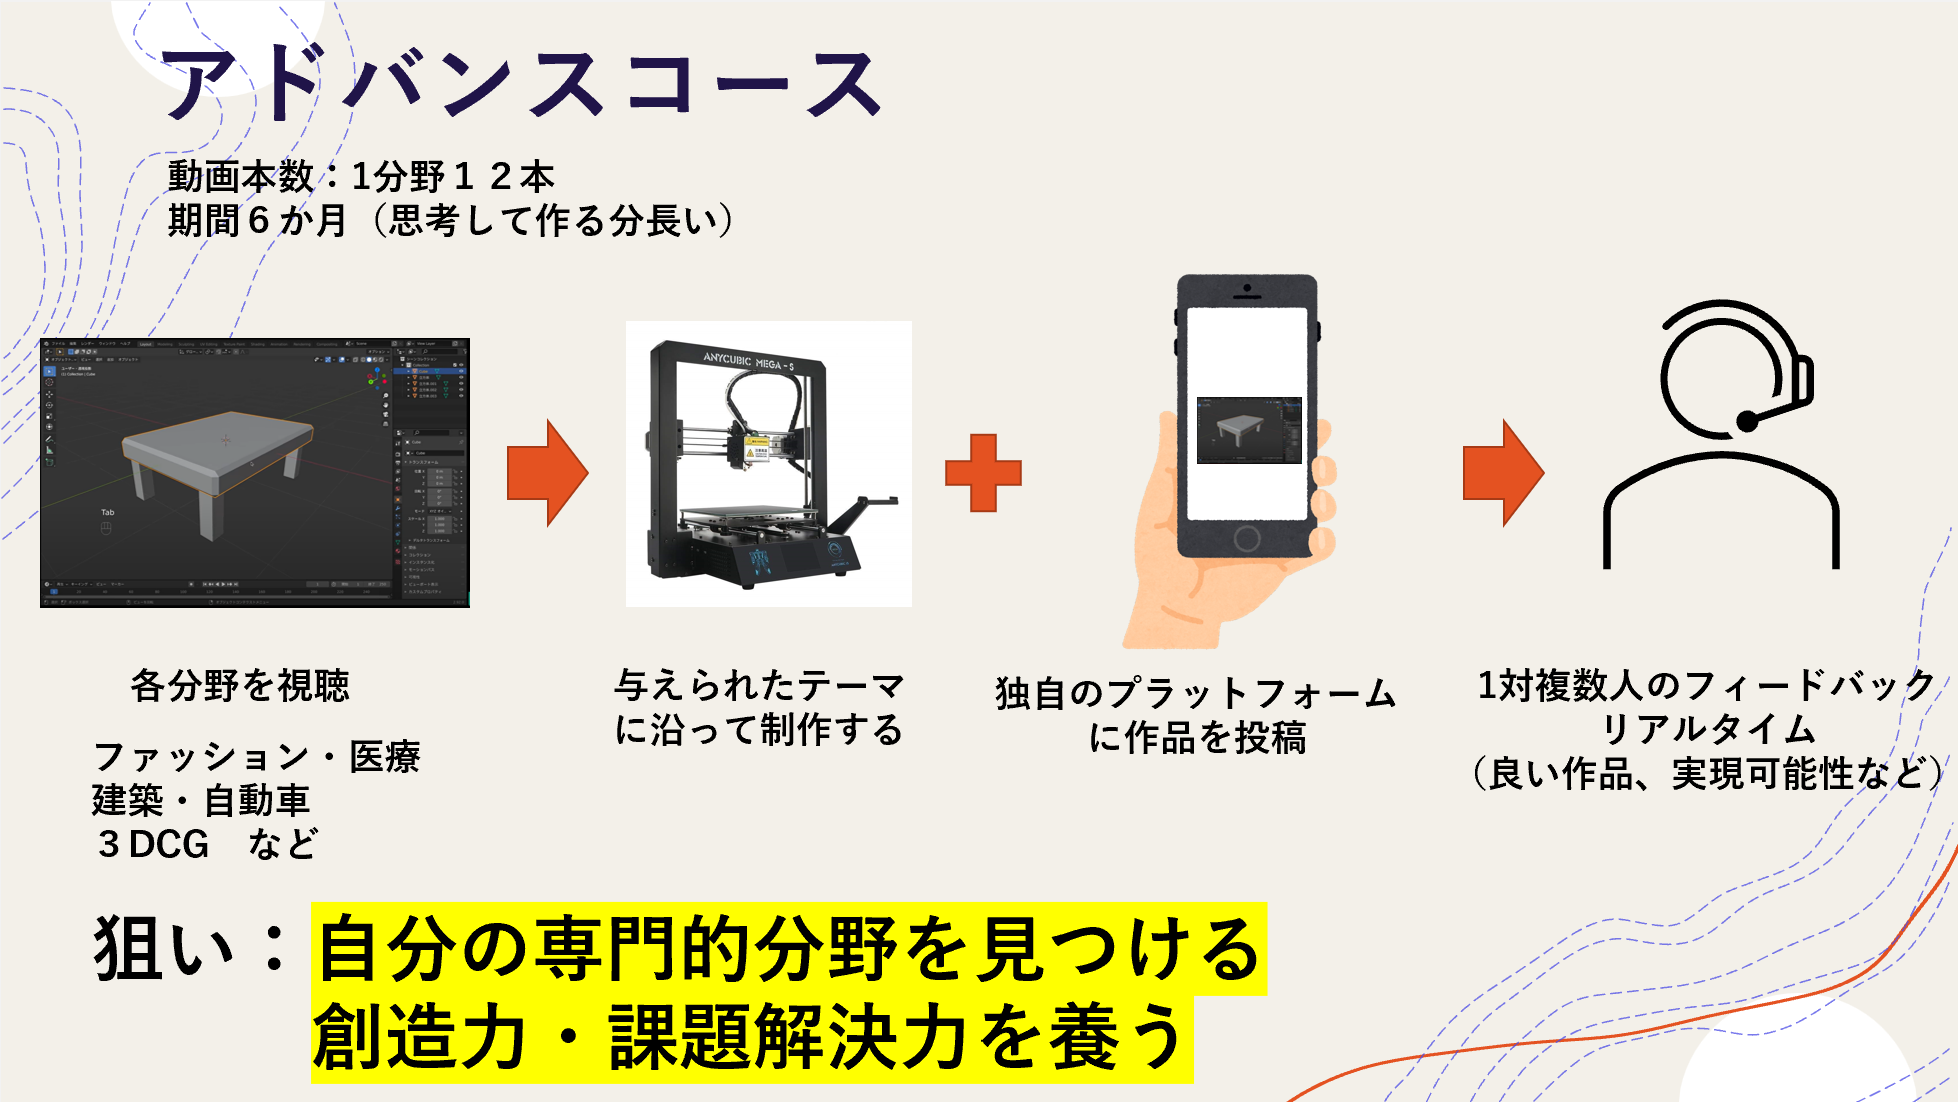 アドバンスコース
動画本数：1分野１２本
期間６か月（思考して作る分長い）
Tab
ANYCUBIC MEGA-S
各分野を視聴
ファッション・医療
建築・自動車
３DCG　など
与えられたテーマ
に沿って制作する
独自のプラットフォーム
に作品を投稿
1対複数人のフィードバック
リアルタイム
（良い作品、実現可能性など）
狙い：自分の専門的分野を見つける
創造力・課題解決力を養う